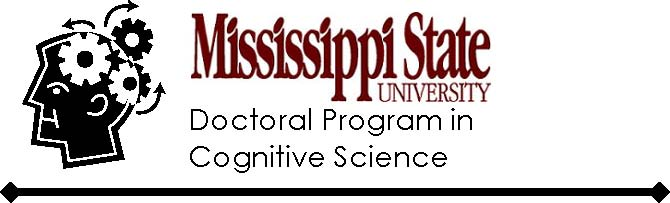 Mississippi State
UNIVERSITY
Doctoral Program in
Cognitive Science